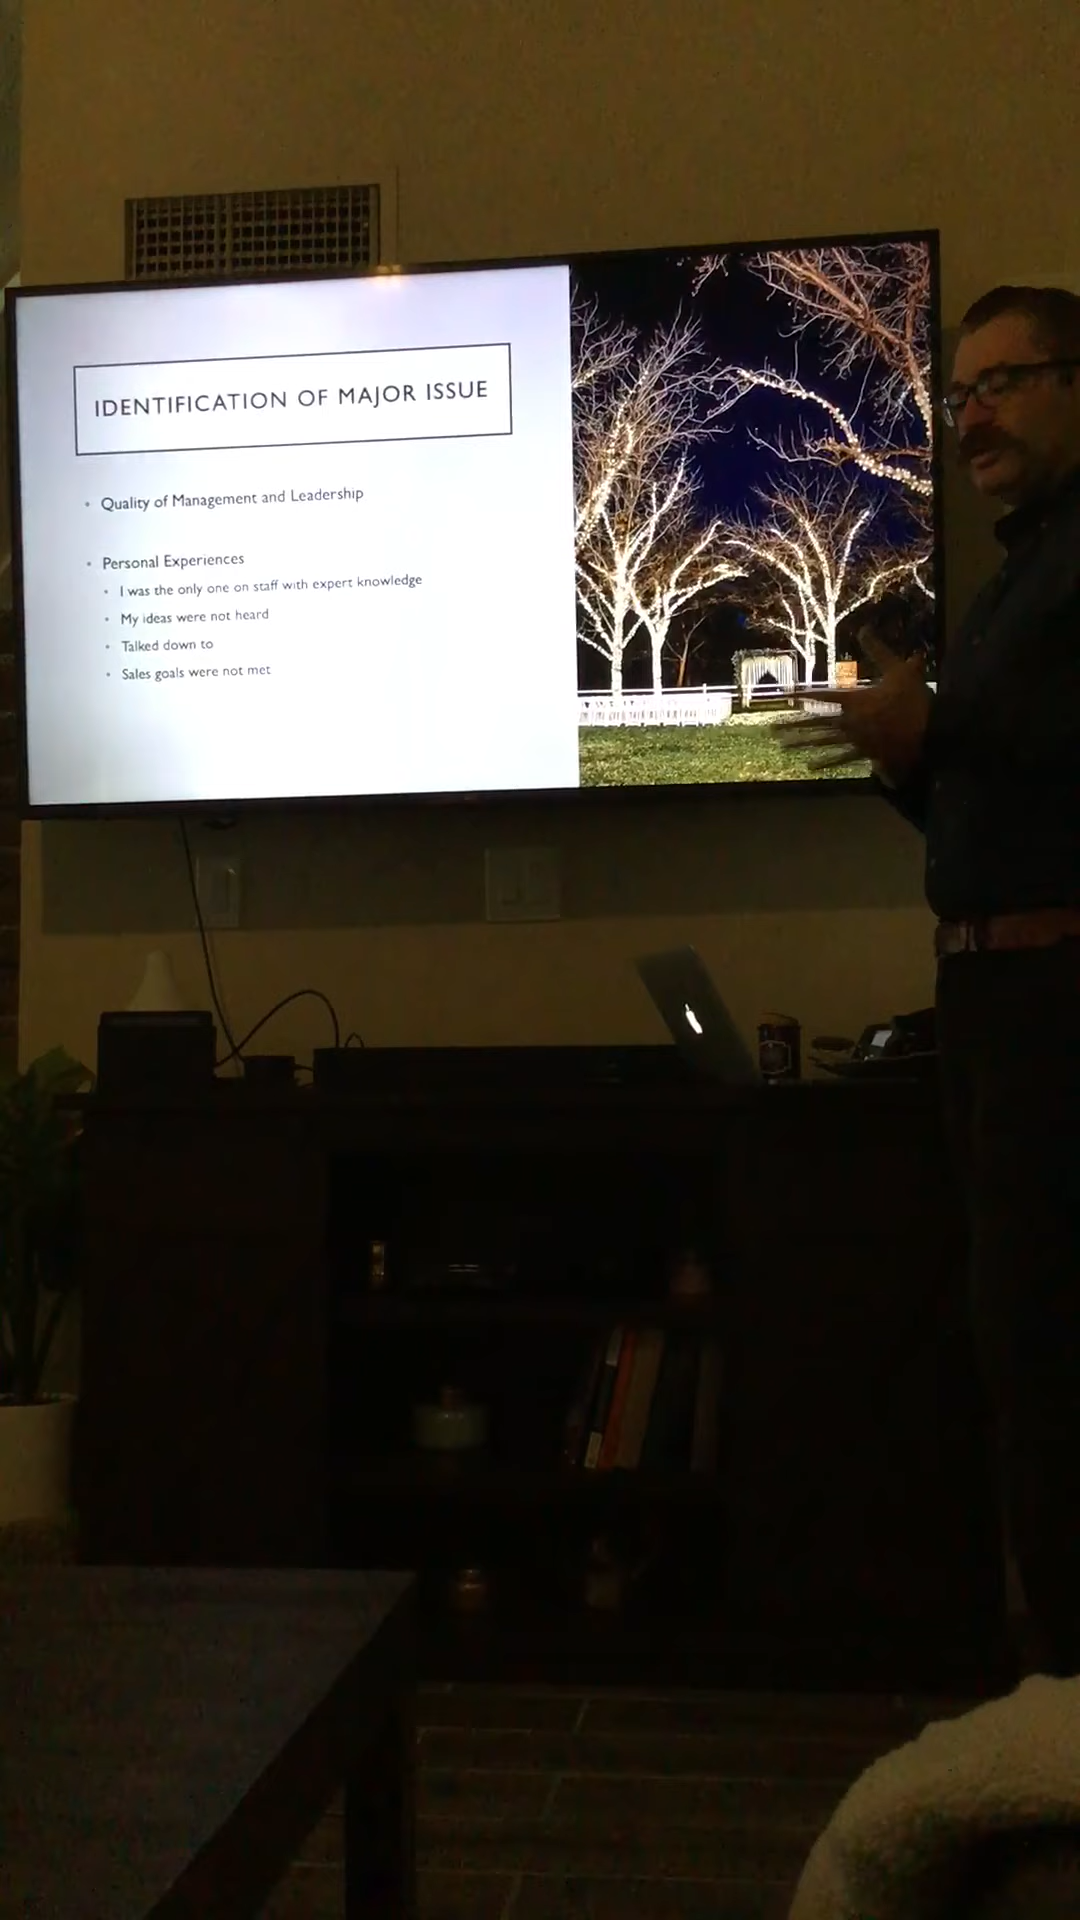 IDENTIFICATION OF MAJOR ISSUE
Quality of Management and Leadership
Personal Experiences
I was the only one on staff with expert knowledge
My ideas were not heard
Talked down to
Sales goals were not met